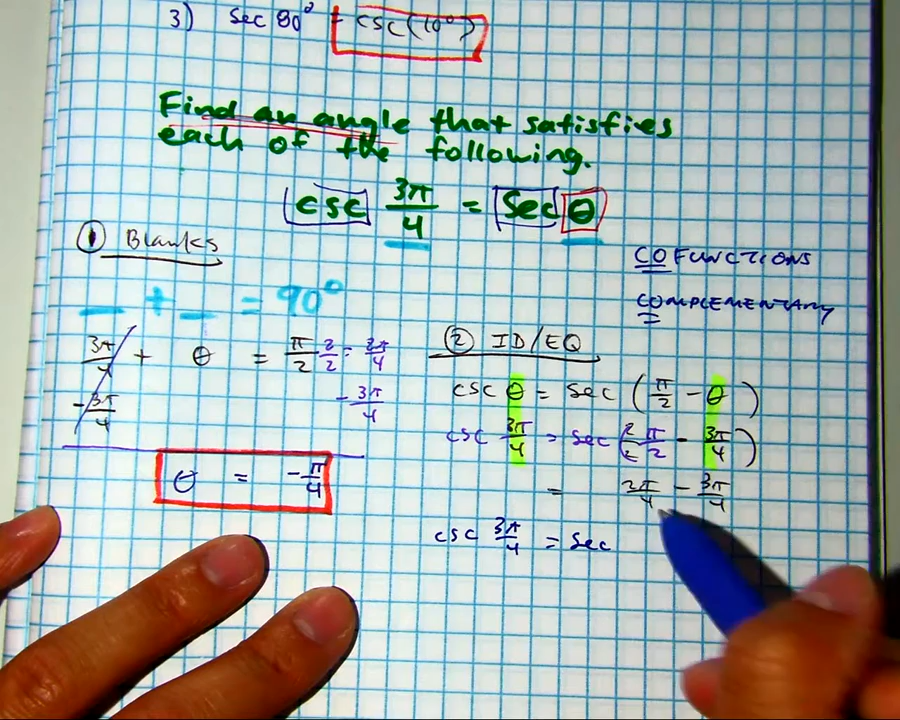 3) sec 80° = csc(10°)
Find an angle that satisfies
each of the following.
csc 3π/4 = sec θ
① Blanks
_ + _ = 90°
3π/4 + θ = π/2 · 2/2 = 2π/4
- 3π/4 - 3π/4
θ = -π/4
COFUNCTIONS
COMPLEMENTARY
② ID/EQ
csc θ = sec (π/2 - θ)
csc 3π/4 = sec (2/2 π/2 - 3π/4)
= 2π/4 - 3π/4
csc 3π/4 = sec